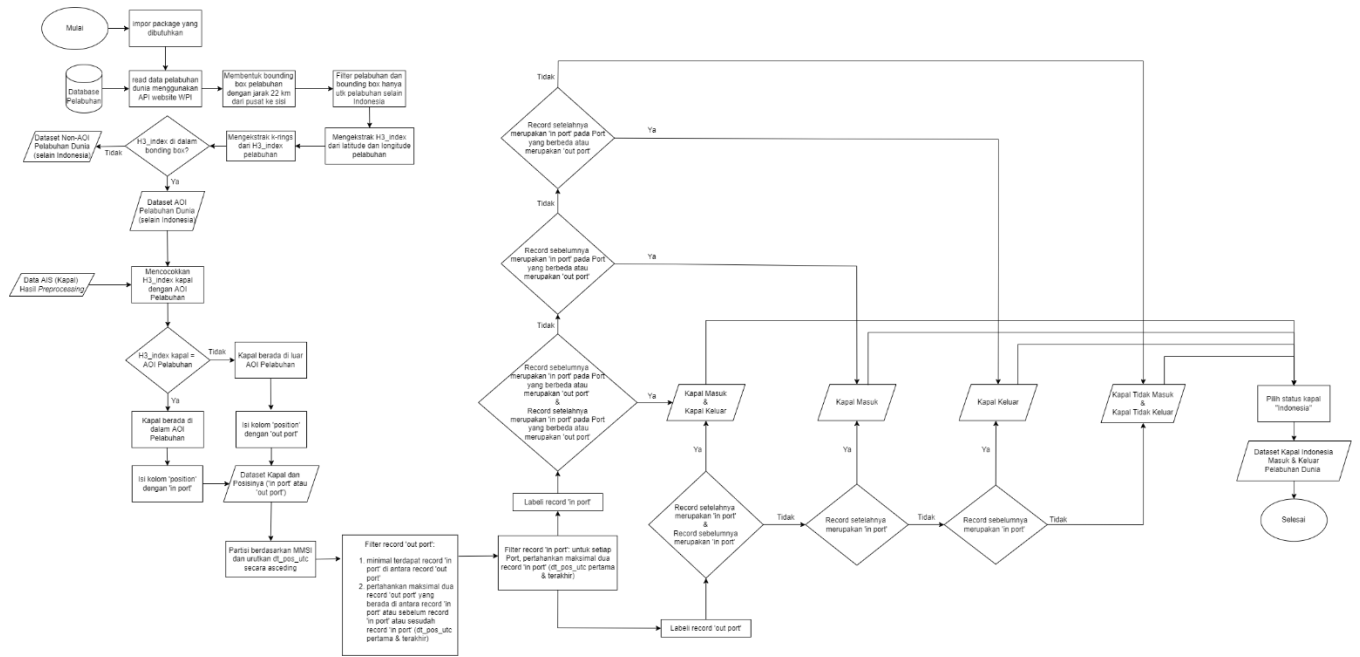 Mulai
impor package yang
dibutuhkan
Database
Pelabuhan
read data pelabuhan
dunia menggunakan
API website WPI
Membentuk bounding
box pelabuhan
dengan jarak 22 km
dari pusat ke sisi
Filter pelabuhan dan
bounding box hanya
utk pelabuhan selain
Indonesia
Mengekstrak H3_index
dari latitude dan longitude
pelabuhan
Mengekstrak k-rings
dari H3_index
pelabuhan
H3_index di dalam
bonding box?
Tidak
Dataset Non-AOI
Pelabuhan Dunia
(selain Indonesia)
Ya
Dataset AOI
Pelabuhan Dunia
(selain Indonesia)
Data AIS (Kapal)
Hasil Preprocessing
Mencocokkan
H3_index kapal
dengan AOI
Pelabuhan
H3_index kapal =
AOI Pelabuhan
Tidak
Kapal berada di luar
AOI Pelabuhan
Ya
Kapal berada di
dalam AOI
Pelabuhan
Isi kolom 'position'
dengan 'out port'
Isi kolom 'position'
dengan 'in port'
Dataset Kapal dan
Posisinya ('in port' atau
'out port')
Partisi berdasarkan MMSI
dan urutkan dt_pos_utc
secara asceding
Filter record 'out port':
1. minimal terdapat record 'in
port' di antara record 'out
port'
2. pertahankan maksimal dua
record 'out port' yang
berada di antara record 'in
port' atau sebelum record
'in port' atau sesudah
record 'in port' (dt_pos_utc
pertama & terakhir)
Filter record 'in port': untuk setiap
Port, pertahankan maksimal dua
record 'in port' (dt_pos_utc pertama
& terakhir)
Labeli record 'in port'
Labeli record 'out port'
Record sebelumnya
merupakan 'in port' pada Port
yang berbeda atau
merupakan 'out port'
&
Record setelahnya
merupakan 'in port' pada Port
yang berbeda atau
merupakan 'out port'
Ya
Tidak
Record sebelumnya
merupakan 'in port' pada Port
yang berbeda atau
merupakan 'out port'
Ya
Tidak
Record setelahnya
merupakan 'in port' pada Port
yang berbeda atau
merupakan 'out port'
Ya
Tidak
Kapal Masuk
&
Kapal Keluar
Kapal Masuk
Kapal Keluar
Kapal Tidak Masuk
&
Kapal Tidak Keluar
Ya
Ya
Ya
Record setelahnya
merupakan 'in port'
&
Record sebelumnya
merupakan 'in port'
Tidak
Record setelahnya
merupakan 'in port'
Tidak
Record sebelumnya
merupakan 'in port'
Tidak
Pilih status kapal
"Indonesia"
Dataset Kapal Indonesia
Masuk & Keluar
Pelabuhan Dunia
Selesai